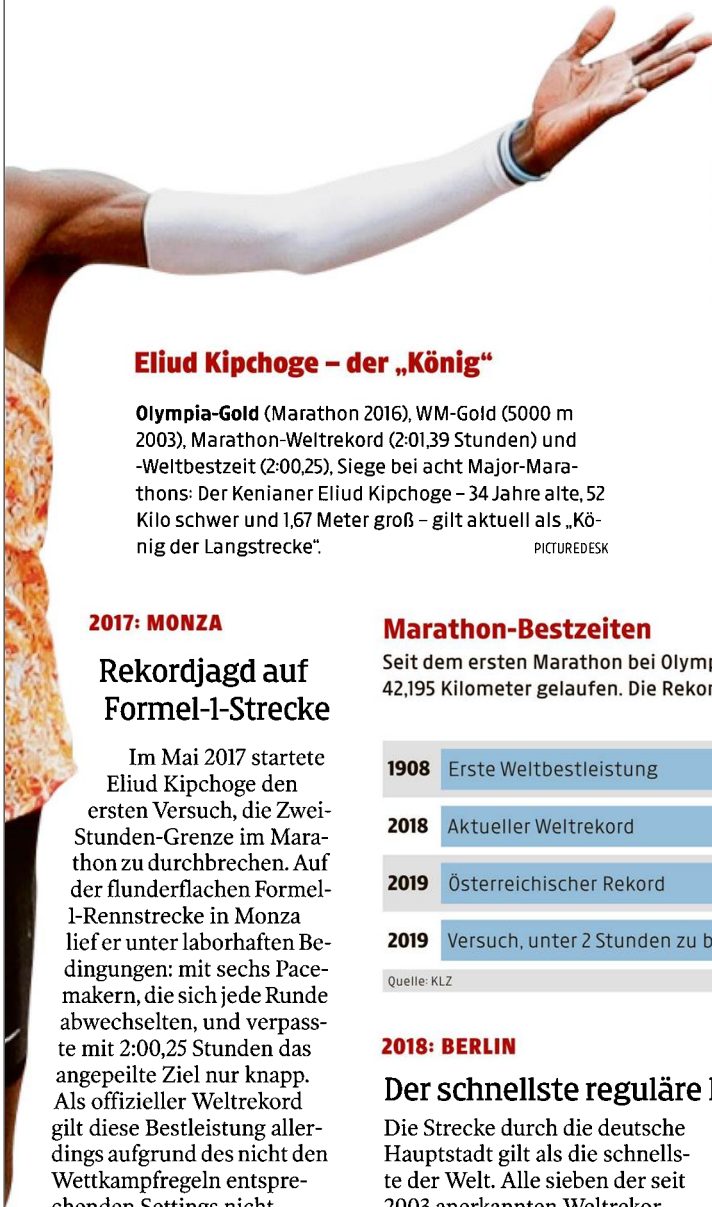 Eliud Kipchoge – der „König“
Olympia-Gold (Marathon 2016), WM-Gold (5000 m
2003), Marathon-Weltrekord (2:01,39 Stunden) und
-Weltbestzeit (2:00,25), Siege bei acht Major-Mara-
thons: Der Kenianer Eliud Kipchoge – 34 Jahre alte, 52
Kilo schwer und 1,67 Meter groß – gilt aktuell als „Kö-
nig der Langstrecke“.
PICTUREDESK
2017: MONZA
Rekordjagd auf
Formel-1-Strecke
Im Mai 2017 startete
Eliud Kipchoge den
ersten Versuch, die Zwei-
Stunden-Grenze im Mara-
thon zu durchbrechen. Auf
der flunderflachen Formel-
1-Rennstrecke in Monza
lief er unter laborhaften Be-
dingungen: mit sechs Pace-
makern, die sich jede Runde
abwechselten, und verpass-
te mit 2:00,25 Stunden das
angepeilte Ziel nur knapp.
Als offizieller Weltrekord
gilt diese Bestleistung aller-
dings aufgrund des nicht den
Wettkampfregeln entspre-
chenden Settings nicht
Marathon-Bestzeiten
Seit dem ersten Marathon bei Olymp
42,195 Kilometer gelaufen. Die Rekor
1908 Erste Weltbestleistung
2018 Aktueller Weltrekord
2019 Österreichischer Rekord
2019 Versuch, unter 2 Stunden zu b
Quelle: KLZ
2018: BERLIN
Der schnellste reguläre
Die Strecke durch die deutsche
Hauptstadt gilt als die schnells-
te der Welt. Alle sieben der seit
2003 anerkannten Weltrekor